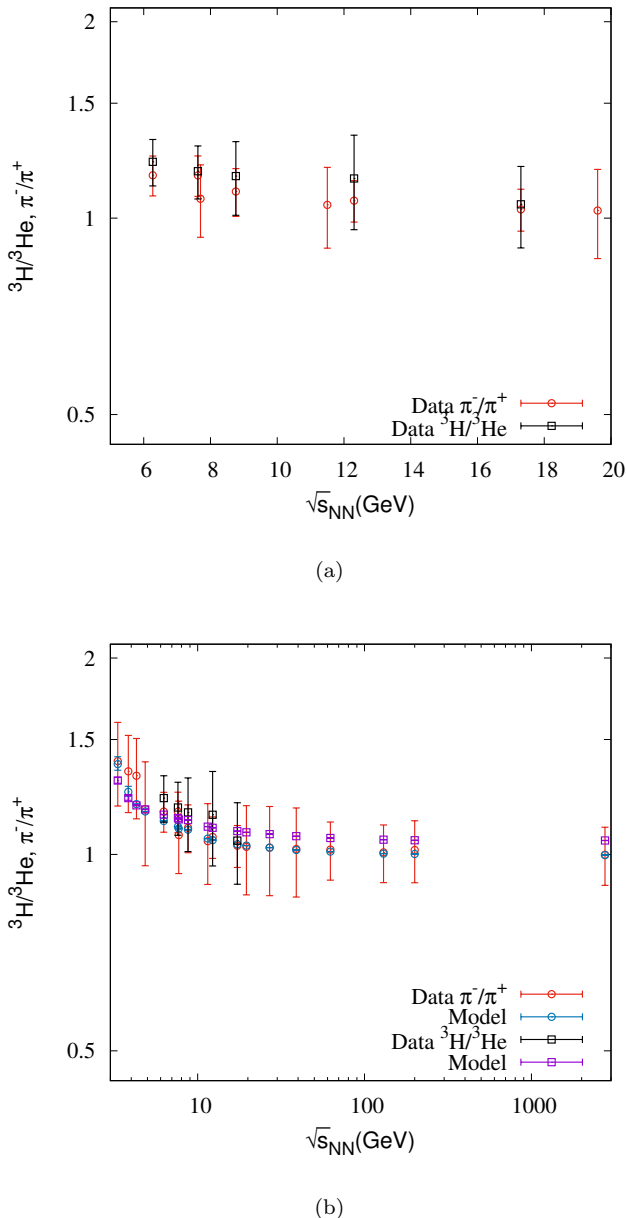 2
1.5
1
0.5
³H/³He, π⁻/π⁺
Data π⁻/π⁺
Data ³H/³He
6 8 10 12 14 16 18 20
√sNN(GeV)
(a)
2
1.5
1
0.5
³H/³He, π⁻/π⁺
Data π⁻/π⁺
Model
Data ³H/³He
Model
10 100 1000
√sNN(GeV)
(b)